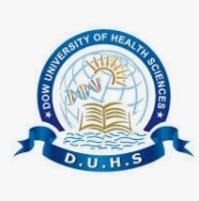 ★ DOW UNIVERSITY OF HEALTH SCIENCES ★
D.U.H.S